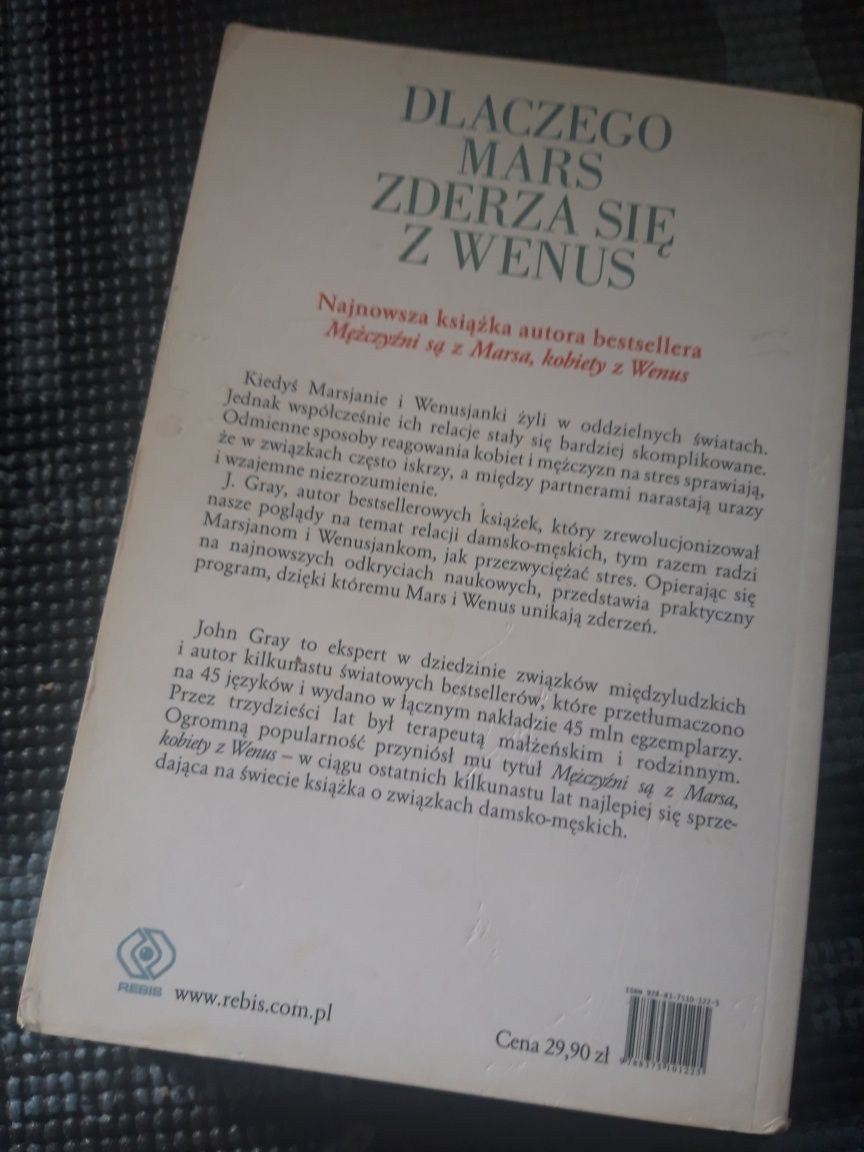 DLACZEGO
MARS
ZDERZA SIĘ
Z WENUS
Najnowsza książka autora bestsellera
Mężczyźni są z Marsa, kobiety z Wenus
Kiedyś Marsjanie i Wenusjanki żyli w oddzielnych światach.
Jednak współcześnie ich relacje stały się bardziej skomplikowane.
Odmienne sposoby reagowania kobiet i mężczyzn na stres sprawiają,
że w związkach często iskrzy, a między partnerami narastają urazy
i wzajemne niezrozumienie.
J. Gray, autor bestsellerowych książek, który zrewolucjonizował
nasze poglądy na temat relacji damsko-męskich, tym razem radzi
Marsjanom i Wenusjankom, jak przezwyciężać stres. Opierając się
na najnowszych odkryciach naukowych, przedstawia praktyczny
program, dzięki któremu Mars i Wenus unikają zderzeń.
John Gray to ekspert w dziedzinie związków międzyludzkich
i autor kilkunastu światowych bestsellerów, które przetłumaczono
na 45 języków i wydano w łącznym nakładzie 45 mln egzemplarzy.
Przez trzydzieści lat był terapeutą małżeńskim i rodzinnym.
Ogromną popularność przyniósł mu tytuł Mężczyźni są z Marsa,
kobiety z Wenus – w ciągu ostatnich kilkunastu lat najlepiej się sprze-
dająca na świecie książka o związkach damsko-męskich.
REBIS
www.rebis.com.pl
Cena 29,90 zł
ISBN 978-83-7510-122-5
9788375101225